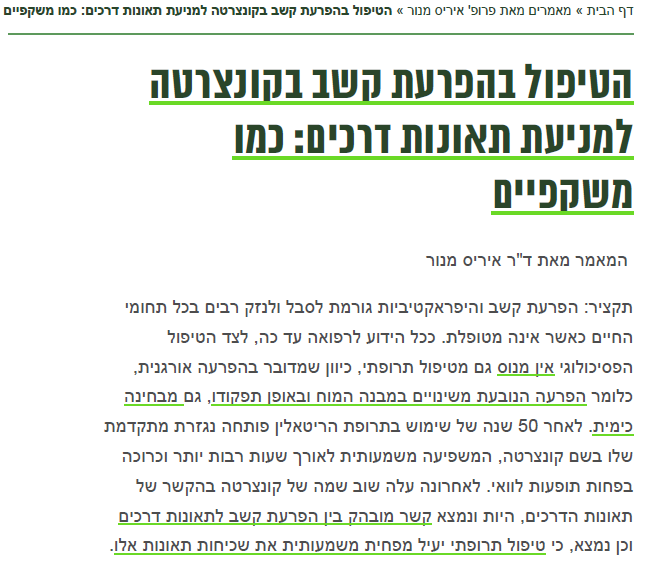 דף הבית » מאמרים מאת פרופ' איריס מנור » הטיפול בהפרעת קשב בקונצרטה למניעת תאונות דרכים: כמו משקפיים
הטיפול בהפרעת קשב בקונצרטה
למניעת תאונות דרכים: כמו
משקפיים
המאמר מאת ד"ר איריס מנור
תקציר: הפרעת קשב והיפראקטיביות גורמת לסבל ולנזק רבים בכל תחומי
החיים כאשר אינה מטופלת. ככל הידוע לרפואה עד כה, לצד הטיפול
הפסיכולוגי אין מנוס גם מטיפול תרופתי, כיוון שמדובר בהפרעה אורגנית,
כלומר הפרעה הנובעת משינויים במבנה המוח ובאופן תפקודו, גם מבחינה
כימית. לאחר 50 שנה של שימוש בתרופת הריטאלין פותחה נגזרת מתקדמת
שלו בשם קונצרטה, המשפיעה משמעותית לאורך שעות רבות יותר וכרוכה
בפחות תופעות לוואי. לאחרונה עלה שוב שמה של קונצרטה בהקשר של
תאונות הדרכים, היות ונמצא קשר מובהק בין הפרעת קשב לתאונות דרכים
וכן נמצא, כי טיפול תרופתי יעיל מפחית משמעותית את שכיחות תאונות אלו.